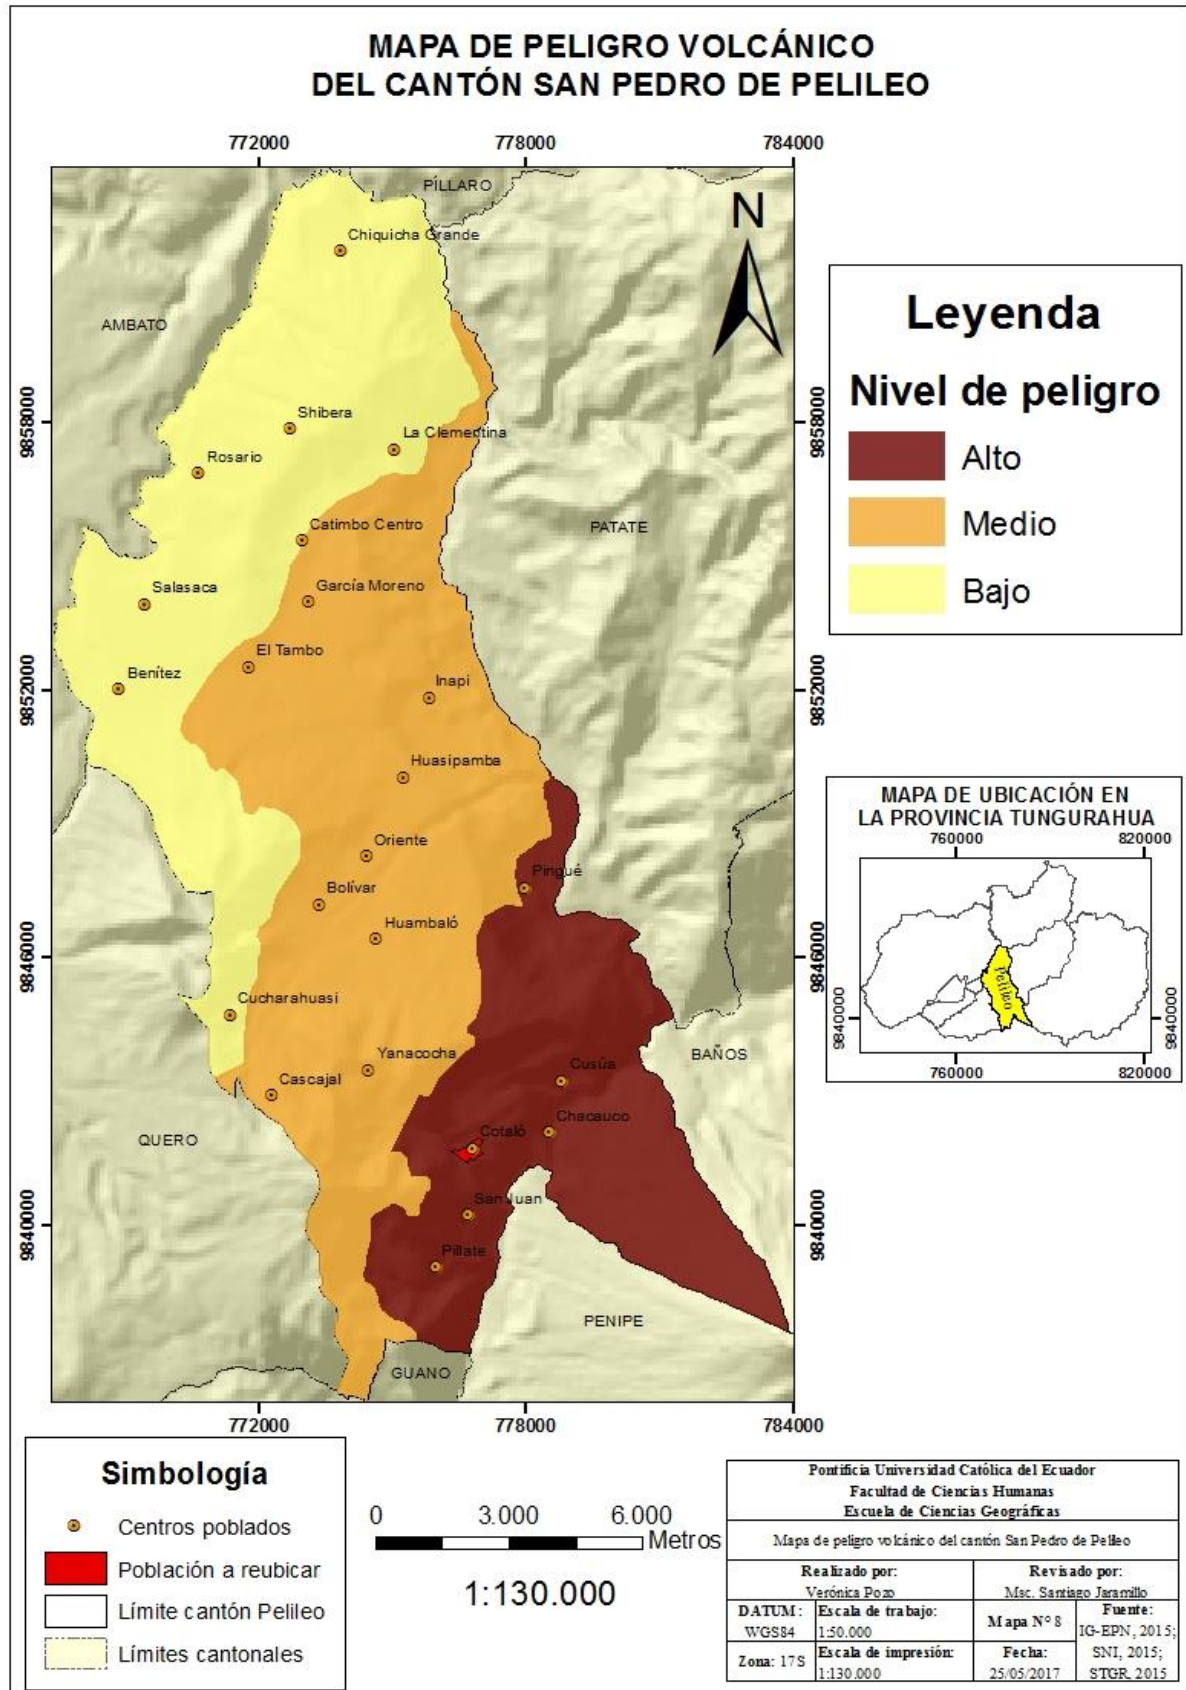 MAPA DE PELIGRO VOLCÁNICO
DEL CANTÓN SAN PEDRO DE PELILEO
772000
778000
784000
PÍLLARO
N
Chiquicha Grande
AMBATO
9858000
9858000
Shibera
La Clementina
Rosario
Catimbo Centro
PATATE
García Moreno
Salasaca
El Tambo
Benítez
Inapi
9852000
9852000
Huasipamba
Oriente
Pingué
Bolívar
Huambaló
9846000
9846000
Cucharahuasi
BAÑOS
Yanacocha
Cusúa
Cascajal
Chacauco
QUERO
Cotaló
San Juan
9840000
9840000
Pillate
PENIPE
GUANO
772000
778000
784000
Leyenda
Nivel de peligro
Alto
Medio
Bajo
MAPA DE UBICACIÓN EN
LA PROVINCIA TUNGURAHUA
760000
820000
Pelileo
9840000
9840000
760000
820000
Simbología
Centros poblados
Población a reubicar
Límite cantón Pelileo
Límites cantonales
0 3.000 6.000
Metros
1:130.000
Pontificia Universidad Católica del Ecuador
Facultad de Ciencias Humanas
Escuela de Ciencias Geográficas
Mapa de peligro volcánico del cantón San Pedro de Pelileo
Realizado por:
Verónica Pozo
Revisado por:
Msc. Santiago Jaramillo
DATUM:
WGS84
Escala de trabajo:
1:50.000
Mapa N° 8
Fuente:
IG-EPN, 2015;
SNI, 2015;
STGR, 2015
Zona: 17S
Escala de impresión:
1:130.000
Fecha:
25/05/2017